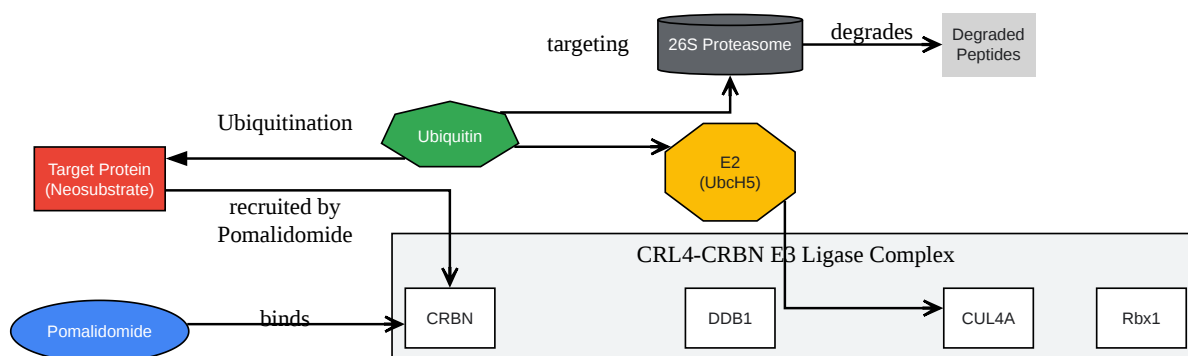 targeting
26S Proteasome
degrades
Degraded
Peptides
Ubiquitination
Ubiquitin
Target Protein
(Neosubstrate)
E2
(UbcH5)
recruited by
Pomalidomide
CRL4-CRBN E3 Ligase Complex
Pomalidomide
binds
CRBN
DDB1
CUL4A
Rbx1